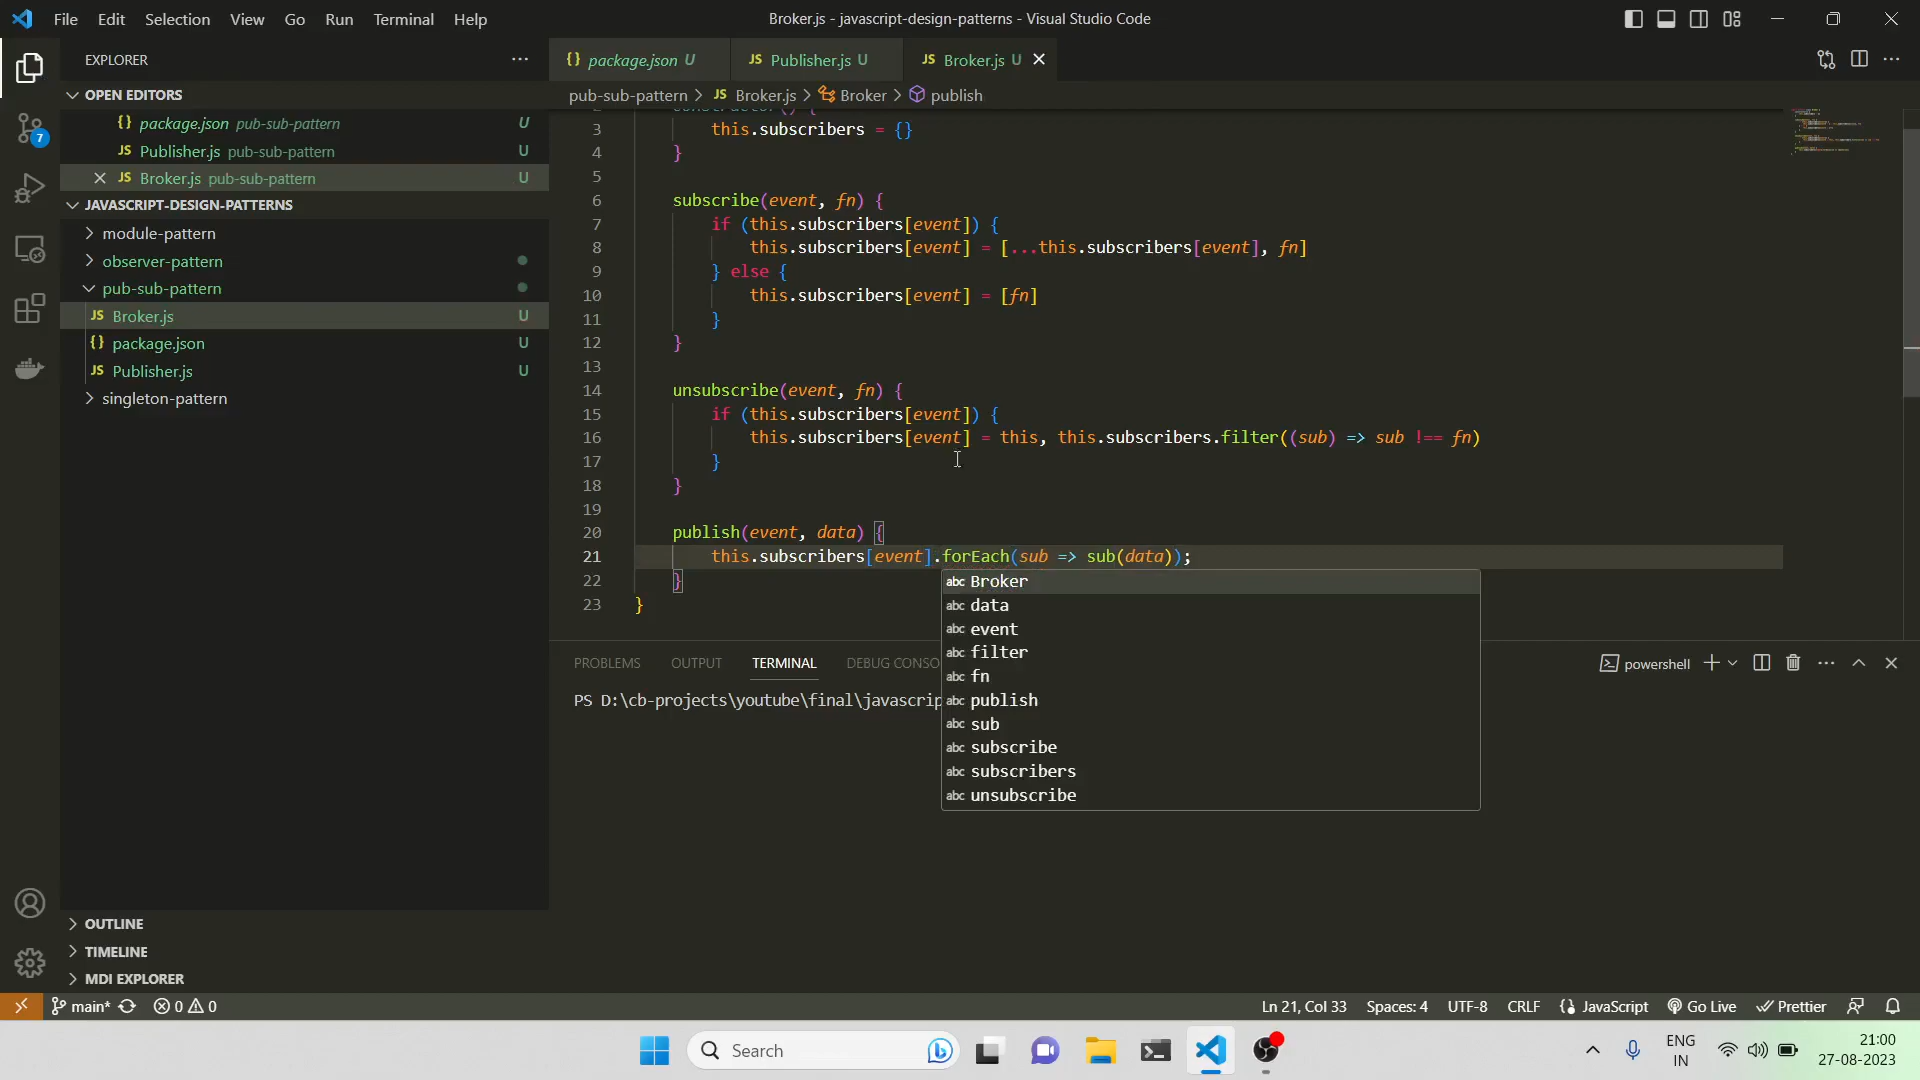 File Edit Selection View Go Run Terminal Help
Broker.js - javascript-design-patterns - Visual Studio Code
EXPLORER
OPEN EDITORS
package.json pub-sub-pattern U
JS Publisher.js pub-sub-pattern U
JS Broker.js pub-sub-pattern U
JAVASCRIPT-DESIGN-PATTERNS
module-pattern
observer-pattern
pub-sub-pattern
JS Broker.js U
package.json U
JS Publisher.js U
singleton-pattern
OUTLINE
TIMELINE
MDI EXPLORER
7
{} package.json U JS Publisher.js U JS Broker.js U
pub-sub-pattern > JS Broker.js > Broker > publish
2 constructor() {
3 this.subscribers = {}
4 }
5
6 subscribe(event, fn) {
7 if (this.subscribers[event]) {
8 this.subscribers[event] = [...this.subscribers[event], fn]
9 } else {
10 this.subscribers[event] = [fn]
11 }
12 }
13
14 unsubscribe(event, fn) {
15 if (this.subscribers[event]) {
16 this.subscribers[event] = this, this.subscribers.filter((sub) => sub !== fn)
17 }
18 }
19
20 publish(event, data) {
21 this.subscribers[event].forEach(sub => sub(data));
22 }
23 }
abc Broker
abc data
abc event
abc filter
abc fn
abc publish
abc sub
abc subscribe
abc subscribers
abc unsubscribe
PROBLEMS OUTPUT TERMINAL DEBUG CONSO
powershell
PS D:\cb-projects\youtube\final\javascrip
main* 0 0
Ln 21, Col 33 Spaces: 4 UTF-8 CRLF {} JavaScript Go Live Prettier
Search
ENG
IN
21:00
27-08-2023